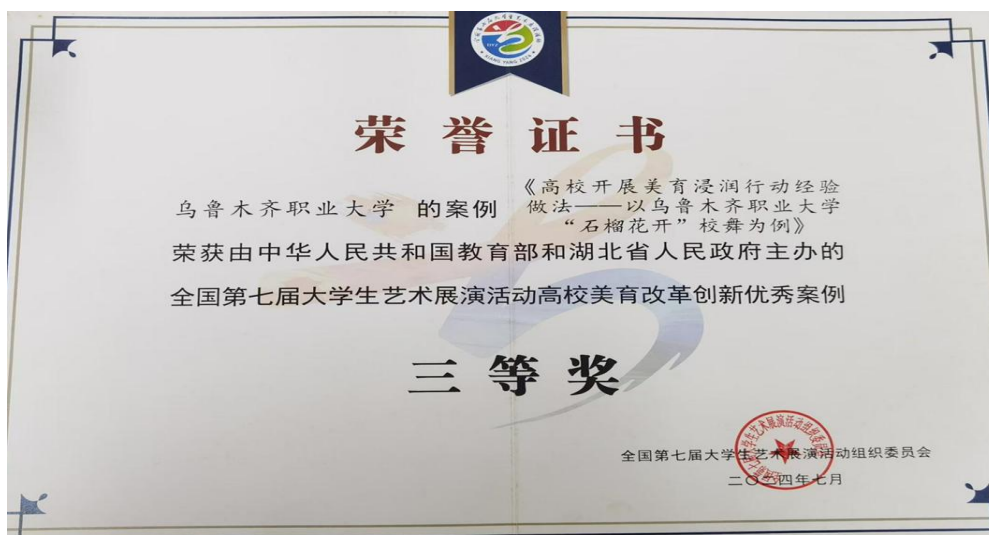 XIANG YANG 2024
荣誉证书
乌鲁木齐职业大学 的案例
《高校开展美育浸润行动经验
做法——以乌鲁木齐职业大学
“石榴花开”校舞为例》
荣获由中华人民共和国教育部和湖北省人民政府主办的
全国第七届大学生艺术展演活动高校美育改革创新优秀案例
三等奖
全国第七届大学生艺术展演活动组织委员会
二〇二四年七月